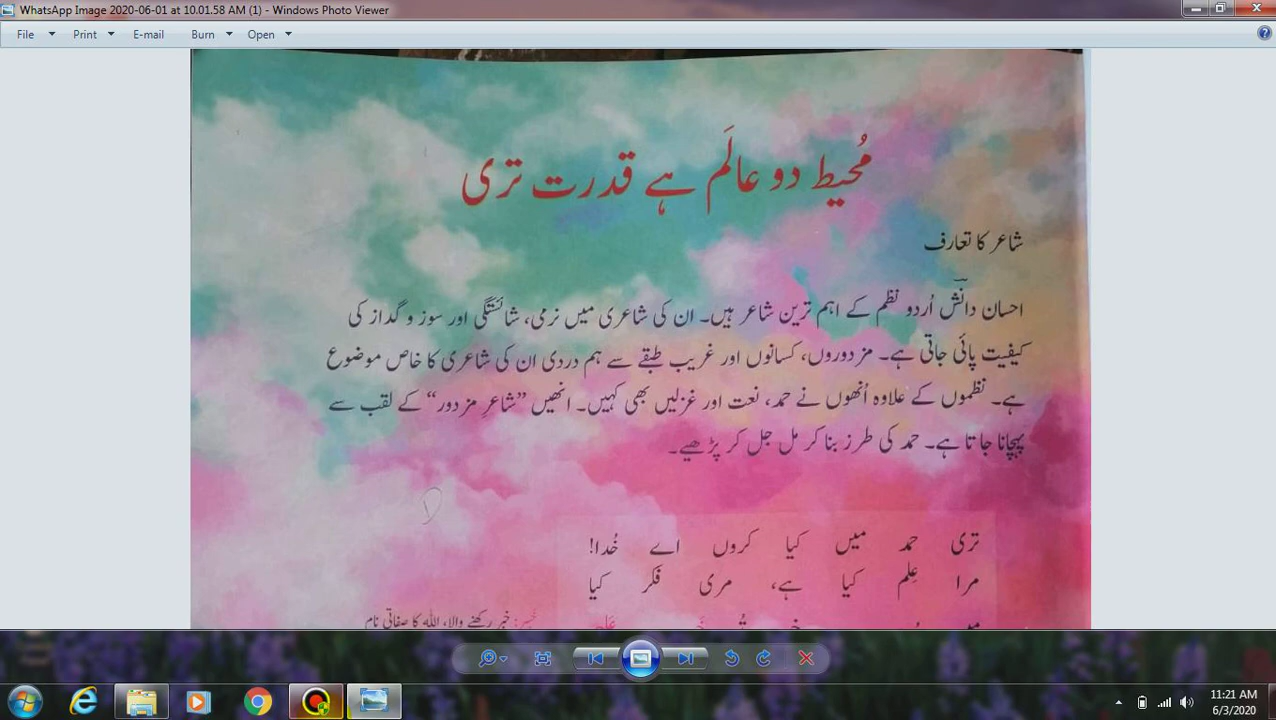 WhatsApp Image 2020-06-01 at 10.01.58 AM (1) - Windows Photo Viewer
File Print E-mail Burn Open
مُحیط دو عالَم ہے قدرت تری
شاعر کا تعارف
احسان دانش اُردو نظم کے اہم ترین شاعر ہیں۔ ان کی شاعری میں نرمی، شائستگی اور سوز و گداز کی
کیفیت پائی جاتی ہے۔ مزدوروں، کسانوں اور غریب طبقے سے ہم دردی ان کی شاعری کا خاص موضوع
ہے۔ نظموں کے علاوہ اُنھوں نے حمد، نعت اور غزلیں بھی کہیں۔ انھیں “شاعرِ مزدور” کے لقب سے
پہچانا جاتا ہے۔ حمد کی طرز بنا کر مل جل کر پڑھیے۔
تری حمد میں کیا کروں اے خُدا!
مرا عِلم کیا ہے، مری فکر کیا
خبر رکھنے والا، اللہ کا صفاتی نام
11:21 AM
6/3/2020